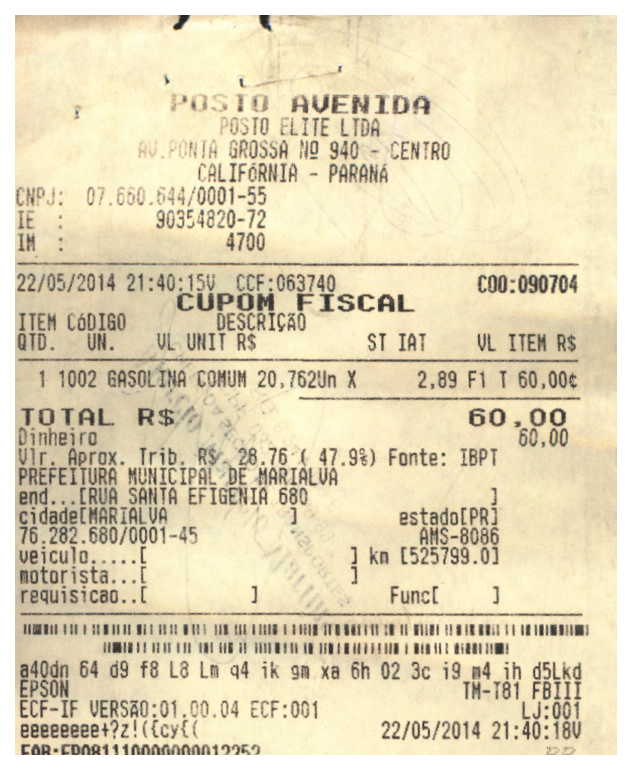 POSTO AVENIDA
POSTO ELITE LTDA
AV.PONTA GROSSA Nº 940 - CENTRO
CALIFÓRNIA - PARANÁ
CNPJ: 07.660.644/0001-55
IE : 90354820-72
IM : 4700
22/05/2014 21:40:15V CCF:063740 COO:090704
CUPOM FISCAL
ITEM CÓDIGO DESCRIÇÃO
QTD. UN. VL UNIT R$ ST IAT VL ITEM R$
1 1002 GASOLINA COMUM 20,762Un X 2,89 F1 T 60,00¢
TOTAL R$ 60,00
Dinheiro 60,00
Vlr. Aprox. Trib. R$ 28.76 ( 47.9%) Fonte: IBPT
PREFEITURA MUNICIPAL DE MARIALVA
end...[RUA SANTA EFIGENIA 680 ]
cidade[MARIALVA ] estado[PR]
76.282.680/0001-45 AMS-8086
veiculo.....[ ] km [525799.0]
motorista...[ ]
requisicao..[ ] Func[ ]
a40dn 64 d9 f8 L8 Lm q4 ik gm xa 6h 02 3c i9 m4 ih d5Lkd
EPSON TM-T81 FBIII
ECF-IF VERSÃO:01.00.04 ECF:001 LJ:001
eeeeeeee+?z!({cy{( 22/05/2014 21:40:18V
FAB:EP081110000000012252